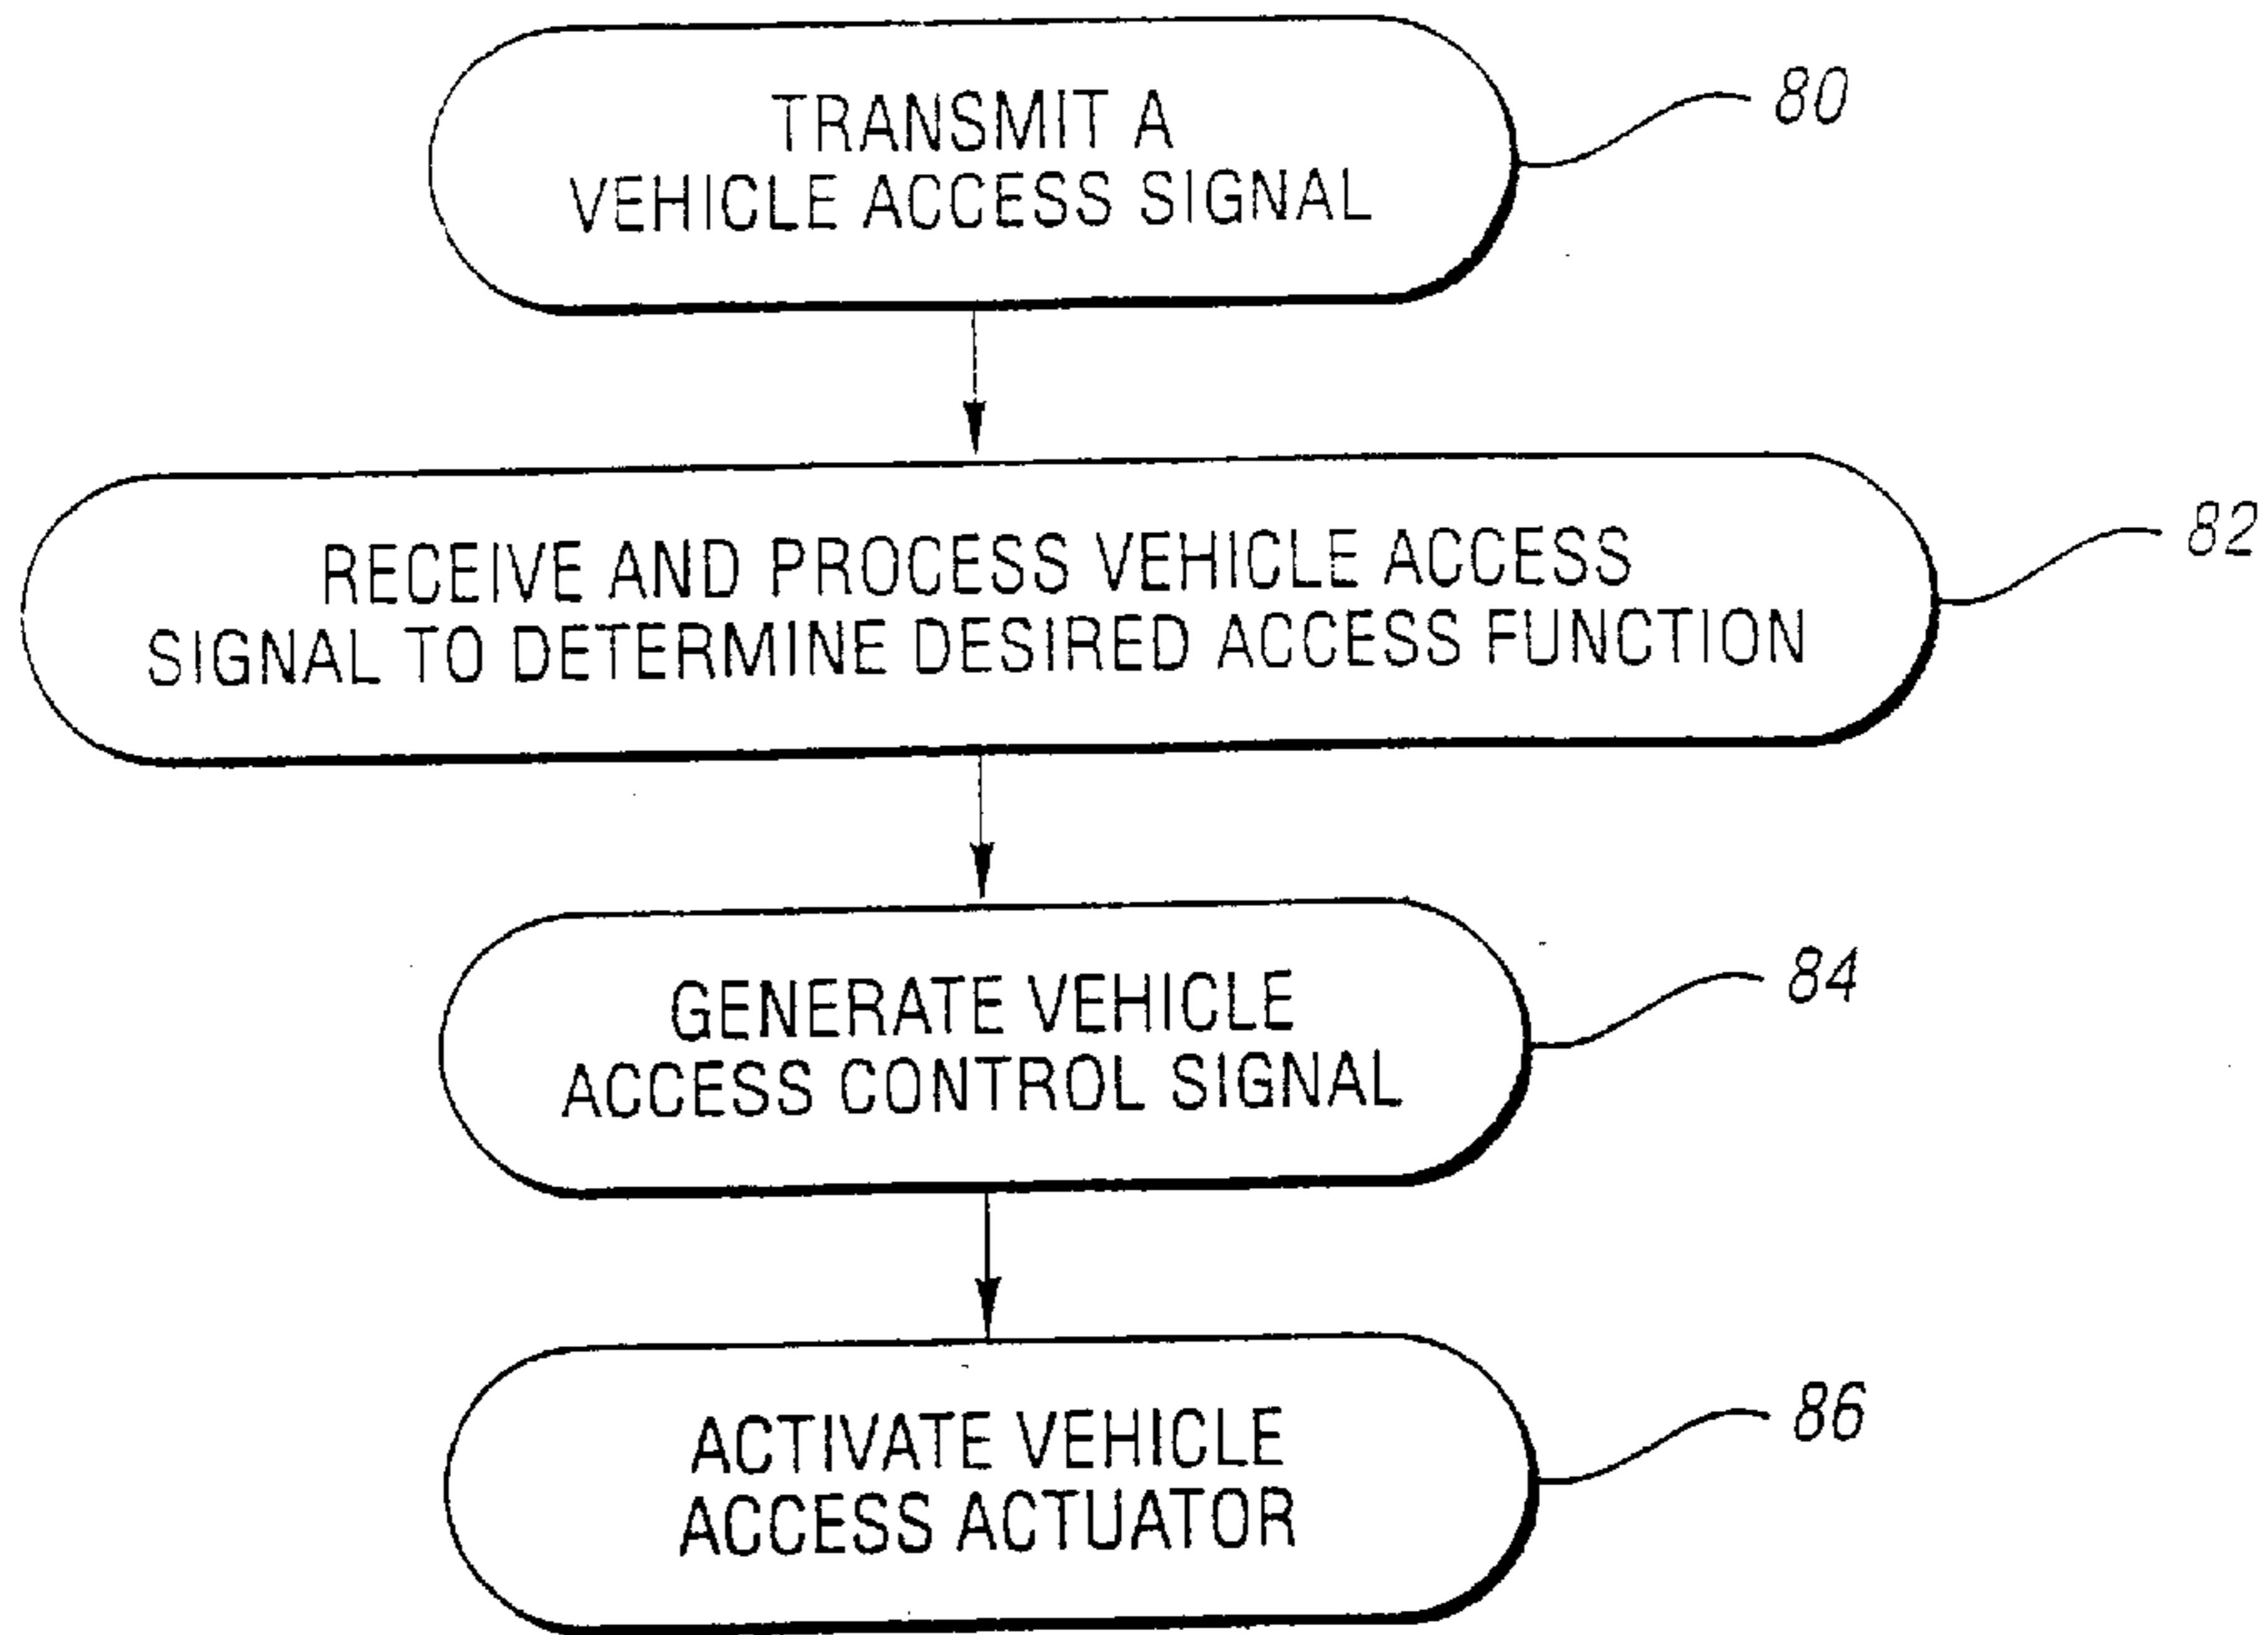 TRANSMIT A
VEHICLE ACCESS SIGNAL
80
RECEIVE AND PROCESS VEHICLE ACCESS
SIGNAL TO DETERMINE DESIRED ACCESS FUNCTION
82
GENERATE VEHICLE
ACCESS CONTROL SIGNAL
84
ACTIVATE VEHICLE
ACCESS ACTUATOR
86